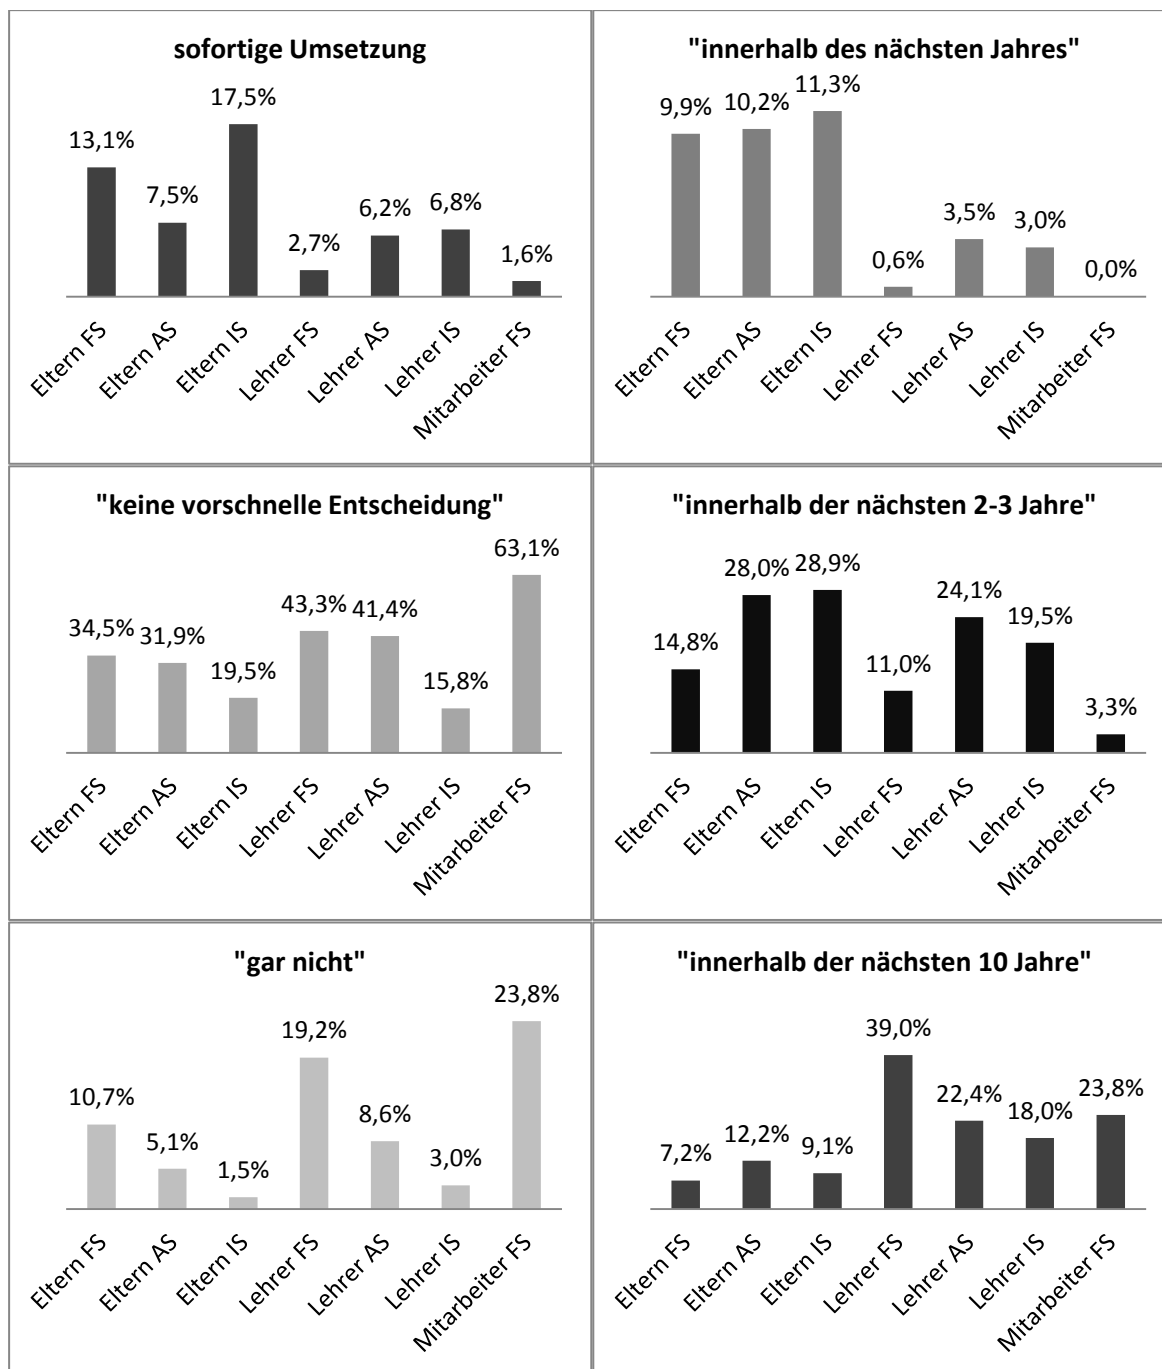 sofortige Umsetzung
13,1%
7,5%
17,5%
2,7%
6,2%
6,8%
1,6%
Eltern FS
Eltern AS
Eltern IS
Lehrer FS
Lehrer AS
Lehrer IS
Mitarbeiter FS
"innerhalb des nächsten Jahres"
9,9%
10,2%
11,3%
0,6%
3,5%
3,0%
0,0%
Eltern FS
Eltern AS
Eltern IS
Lehrer FS
Lehrer AS
Lehrer IS
Mitarbeiter FS
"keine vorschnelle Entscheidung"
34,5%
31,9%
19,5%
43,3%
41,4%
15,8%
63,1%
Eltern FS
Eltern AS
Eltern IS
Lehrer FS
Lehrer AS
Lehrer IS
Mitarbeiter FS
"innerhalb der nächsten 2-3 Jahre"
14,8%
28,0%
28,9%
11,0%
24,1%
19,5%
3,3%
Eltern FS
Eltern AS
Eltern IS
Lehrer FS
Lehrer AS
Lehrer IS
Mitarbeiter FS
"gar nicht"
10,7%
5,1%
1,5%
19,2%
8,6%
3,0%
23,8%
Eltern FS
Eltern AS
Eltern IS
Lehrer FS
Lehrer AS
Lehrer IS
Mitarbeiter FS
"innerhalb der nächsten 10 Jahre"
7,2%
12,2%
9,1%
39,0%
22,4%
18,0%
23,8%
Eltern FS
Eltern AS
Eltern IS
Lehrer FS
Lehrer AS
Lehrer IS
Mitarbeiter FS